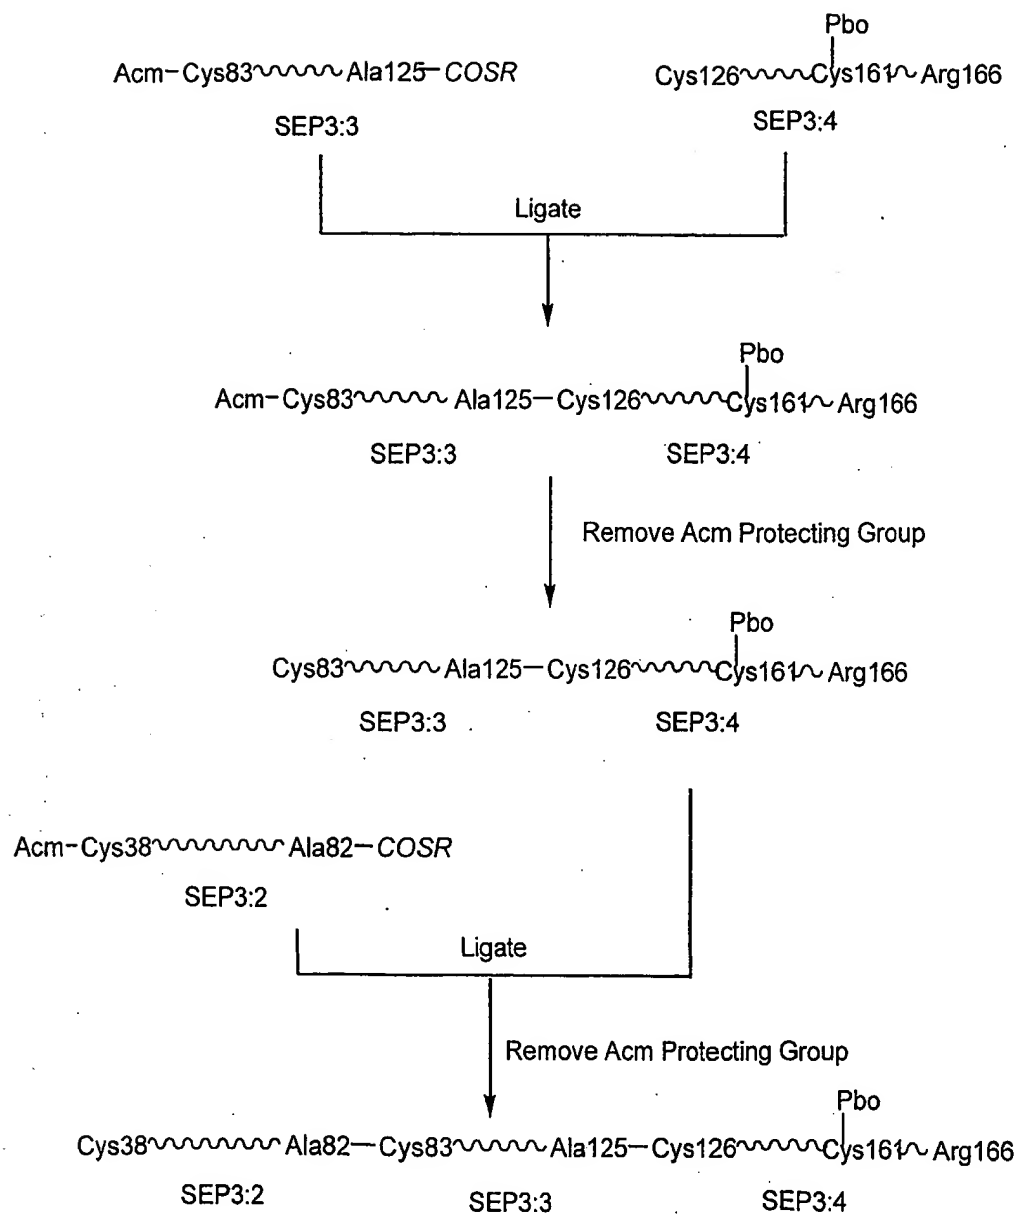 Pbo
Acm-Cys83 Ala125-COSR
Cys126 Cys161 Arg166
SEP3:3
SEP3:4
Ligate
Pbo
Acm-Cys83 Ala125-Cys126 Cys161 Arg166
SEP3:3
SEP3:4
Remove Acm Protecting Group
Pbo
Cys83 Ala125-Cys126 Cys161 Arg166
SEP3:3
SEP3:4
Acm-Cys38 Ala82-COSR
SEP3:2
Ligate
Remove Acm Protecting Group
Pbo
Cys38 Ala82-Cys83 Ala125-Cys126 Cys161 Arg166
SEP3:2
SEP3:3
SEP3:4